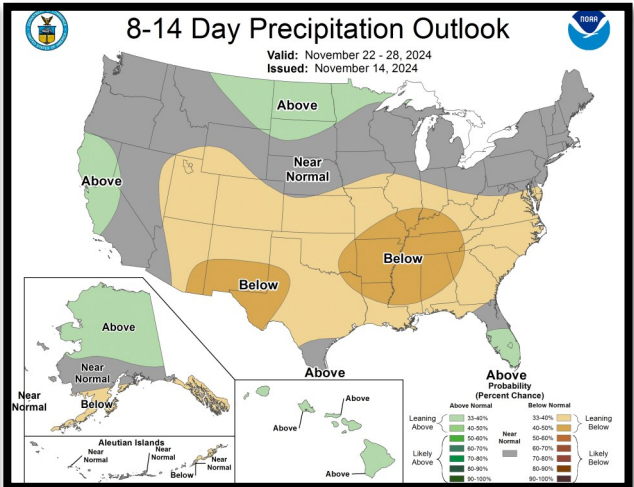 8-14 Day Precipitation Outlook
NOAA
Valid: November 22 - 28, 2024
Issued: November 14, 2024
Above
Near
Normal
Above
Below
Below
Above
Near
Normal
Below
Near
Normal
Above
Above
Aleutian Islands
Near
Normal
Near
Normal
Near
Normal
Below
Above
Above
Above
Probability
(Percent Chance)
Above Normal
Below Normal
Leaning
Above
33-40%
40-50%
Likely
Above
50-60%
60-70%
70-80%
80-90%
90-100%
Near
Normal
33-40%
40-50%
50-60%
60-70%
70-80%
80-90%
90-100%
Leaning
Below
Likely
Below